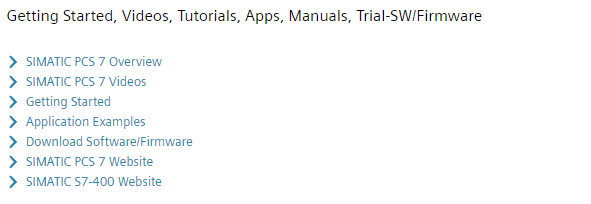 Getting Started, Videos, Tutorials, Apps, Manuals, Trial-SW/Firmware
SIMATIC PCS 7 Overview
SIMATIC PCS 7 Videos
Getting Started
Application Examples
Download Software/Firmware
SIMATIC PCS 7 Website
SIMATIC S7-400 Website